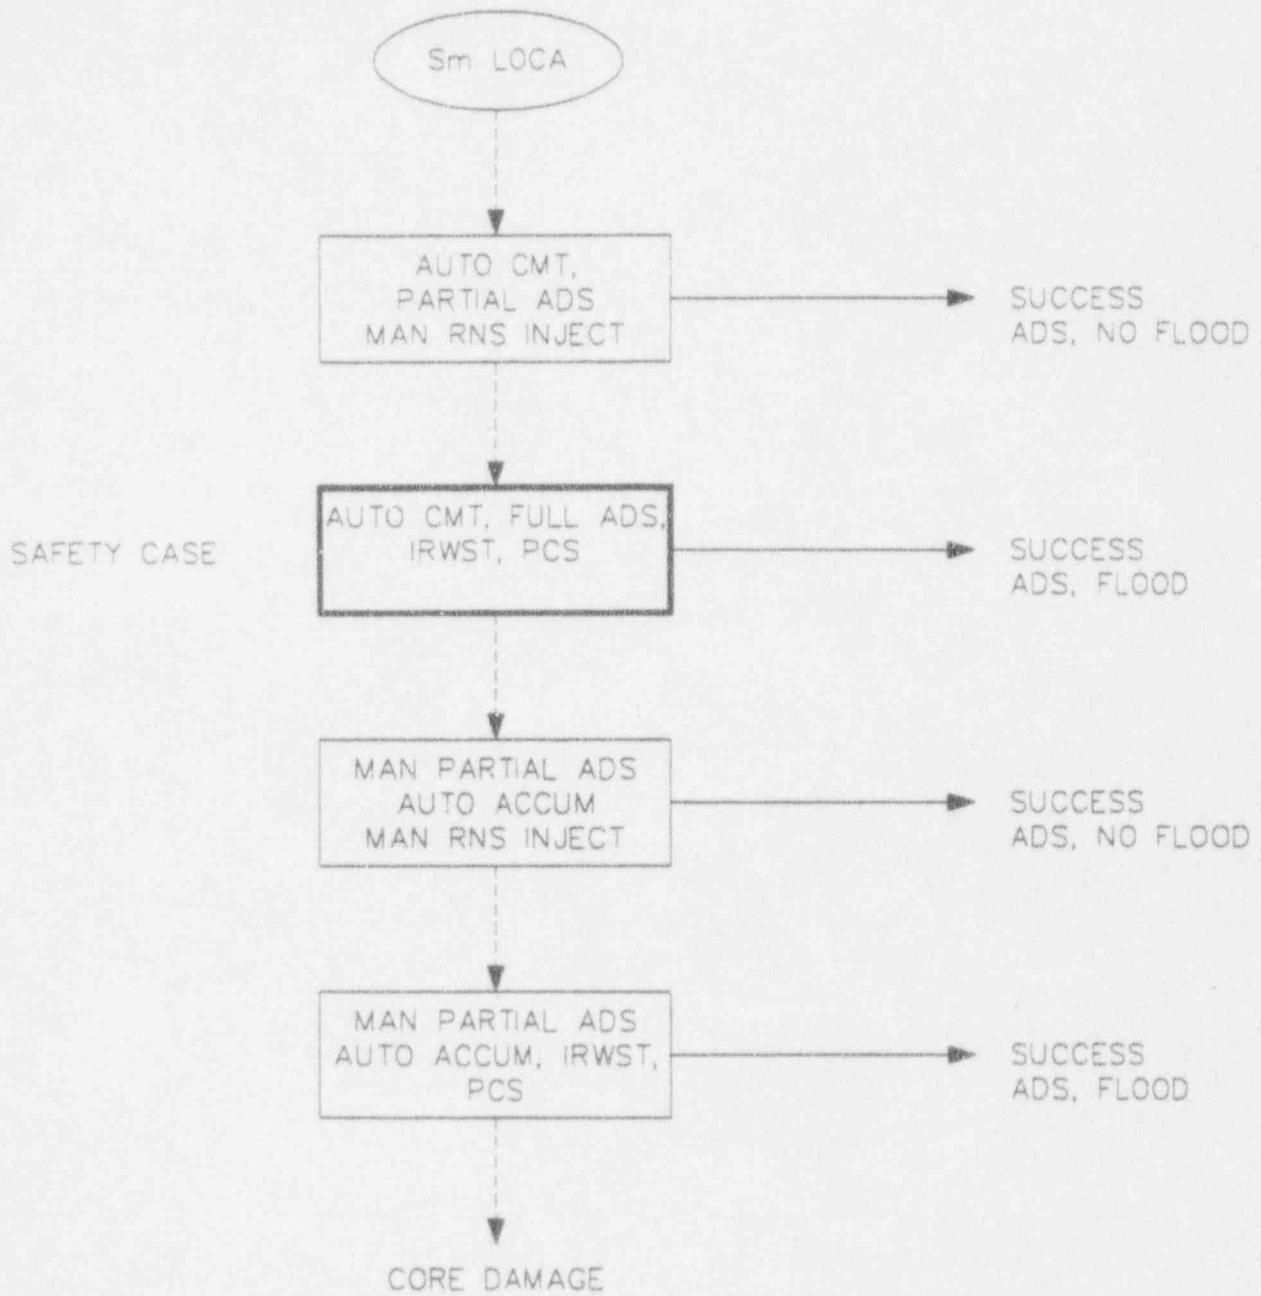 Sm LOCA
AUTO CMT,
PARTIAL ADS
MAN RNS INJECT
SUCCESS
ADS, NO FLOOD
SAFETY CASE
AUTO CMT, FULL ADS,
IRWST, PCS
SUCCESS
ADS, FLOOD
MAN PARTIAL ADS
AUTO ACCUM
MAN RNS INJECT
SUCCESS
ADS, NO FLOOD
MAN PARTIAL ADS
AUTO ACCUM, IRWST,
PCS
SUCCESS
ADS, FLOOD
CORE DAMAGE